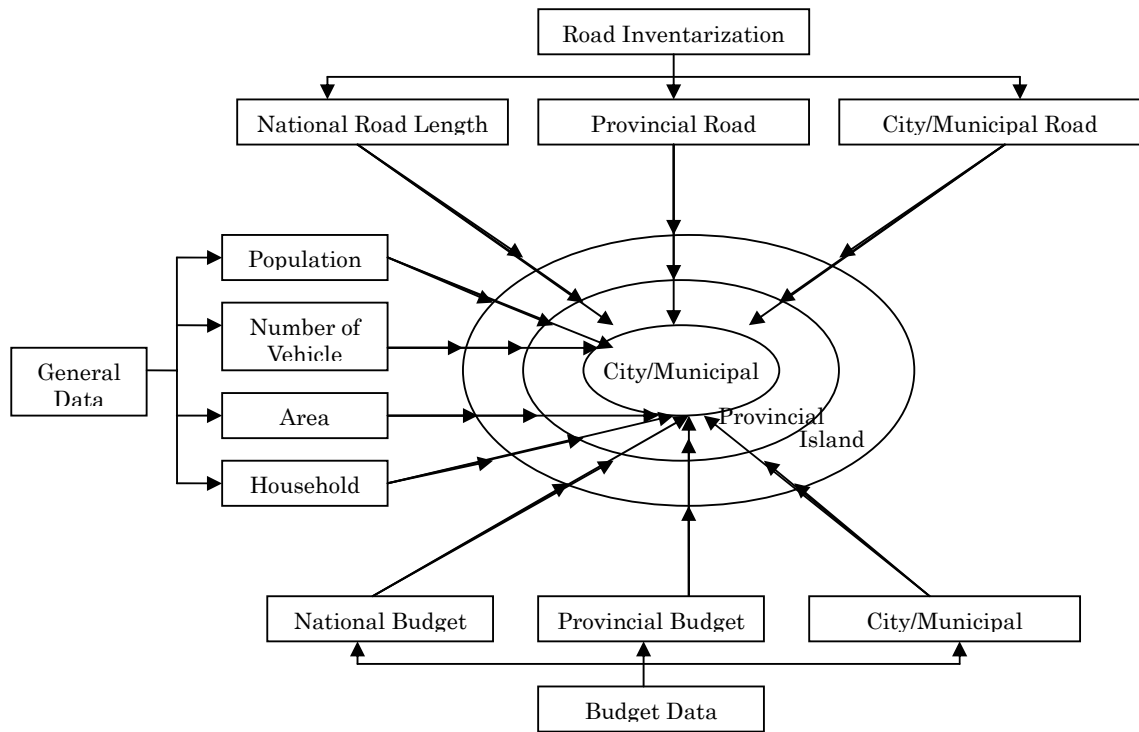 Road Inventarization
National Road Length
Provincial Road
City/Municipal Road
Population
Number of
Vehicle
General
Data
Area
Household
City/Municipal
Provincial
Island
National Budget
Provincial Budget
City/Municipal
Budget Data